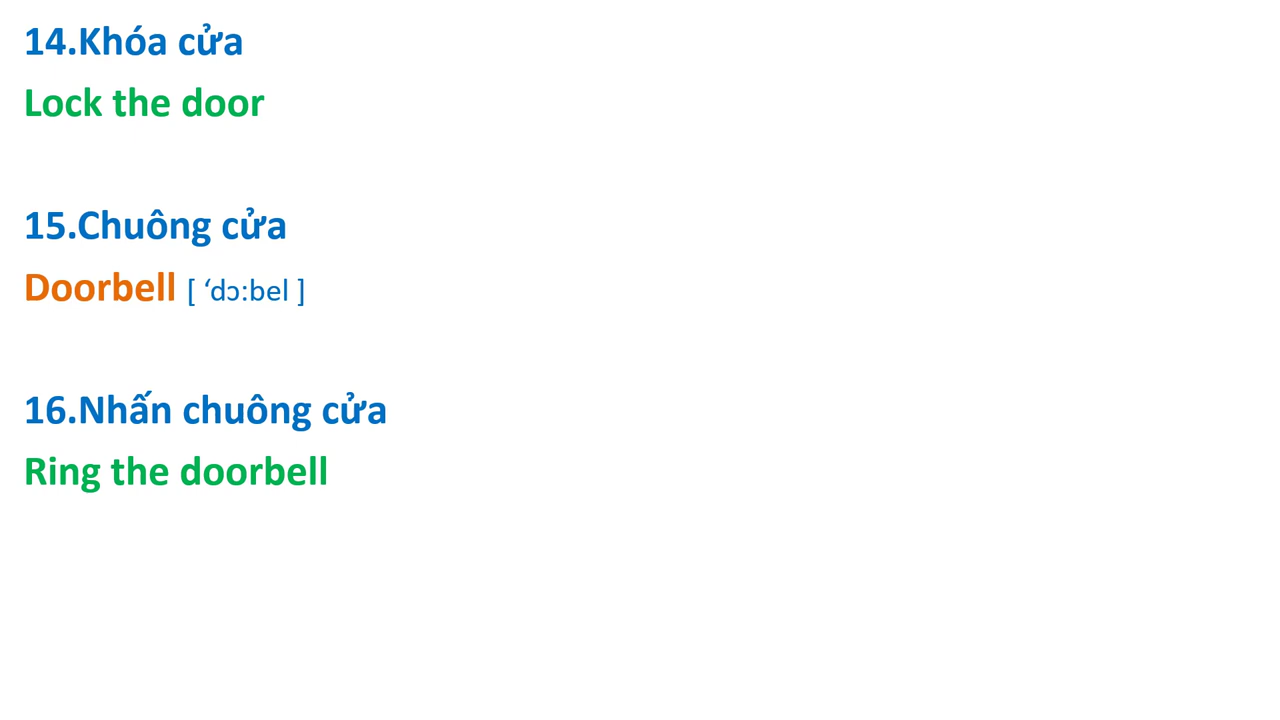 14.Khóa cửa
Lock the door
15.Chuông cửa
Doorbell [ ‘dɔ:bel ]
16.Nhấn chuông cửa
Ring the doorbell